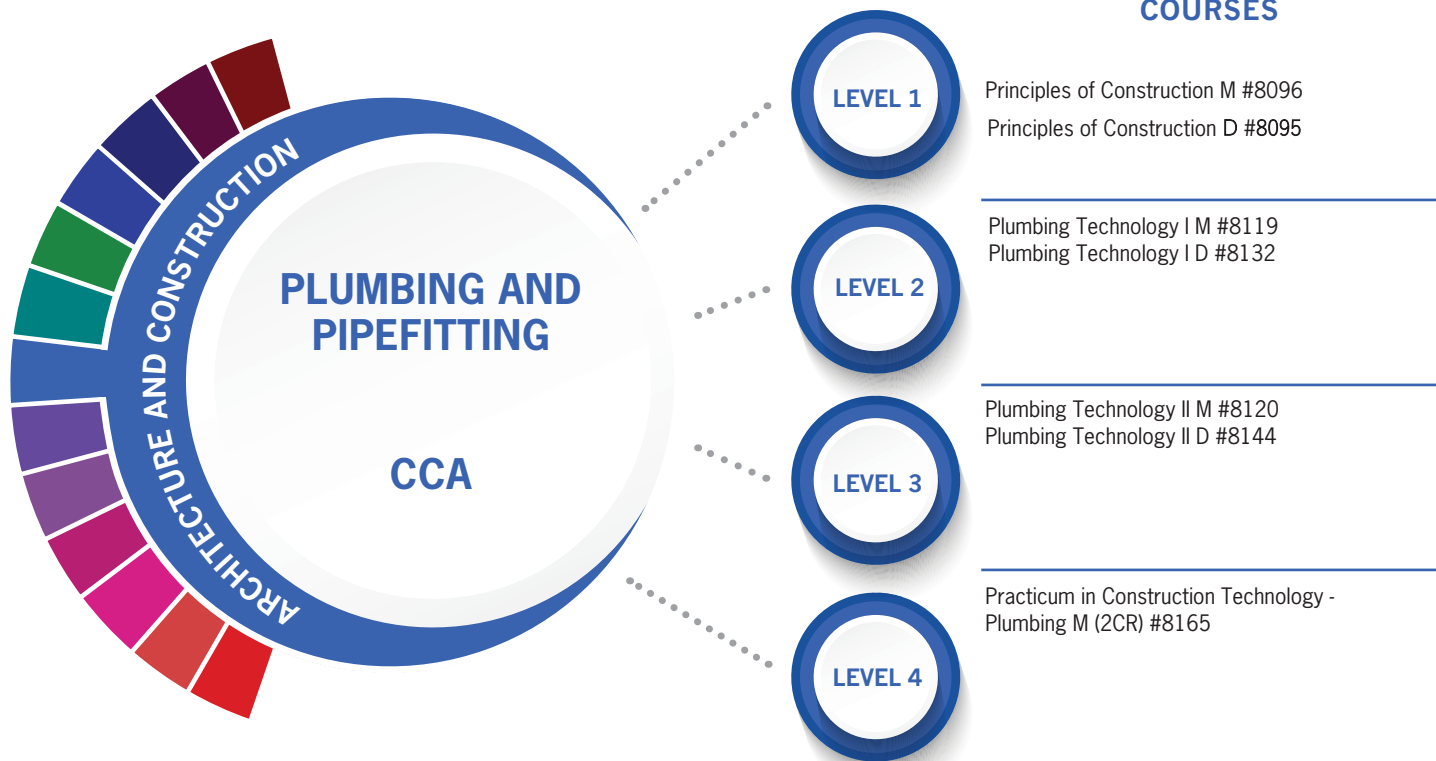 COURSES
ARCHITECTURE AND CONSTRUCTION
PLUMBING AND
PIPEFITTING
CCA
LEVEL 1
Principles of Construction M #8096
Principles of Construction D #8095
LEVEL 2
Plumbing Technology I M #8119
Plumbing Technology I D #8132
LEVEL 3
Plumbing Technology II M #8120
Plumbing Technology II D #8144
LEVEL 4
Practicum in Construction Technology -
Plumbing M (2CR) #8165